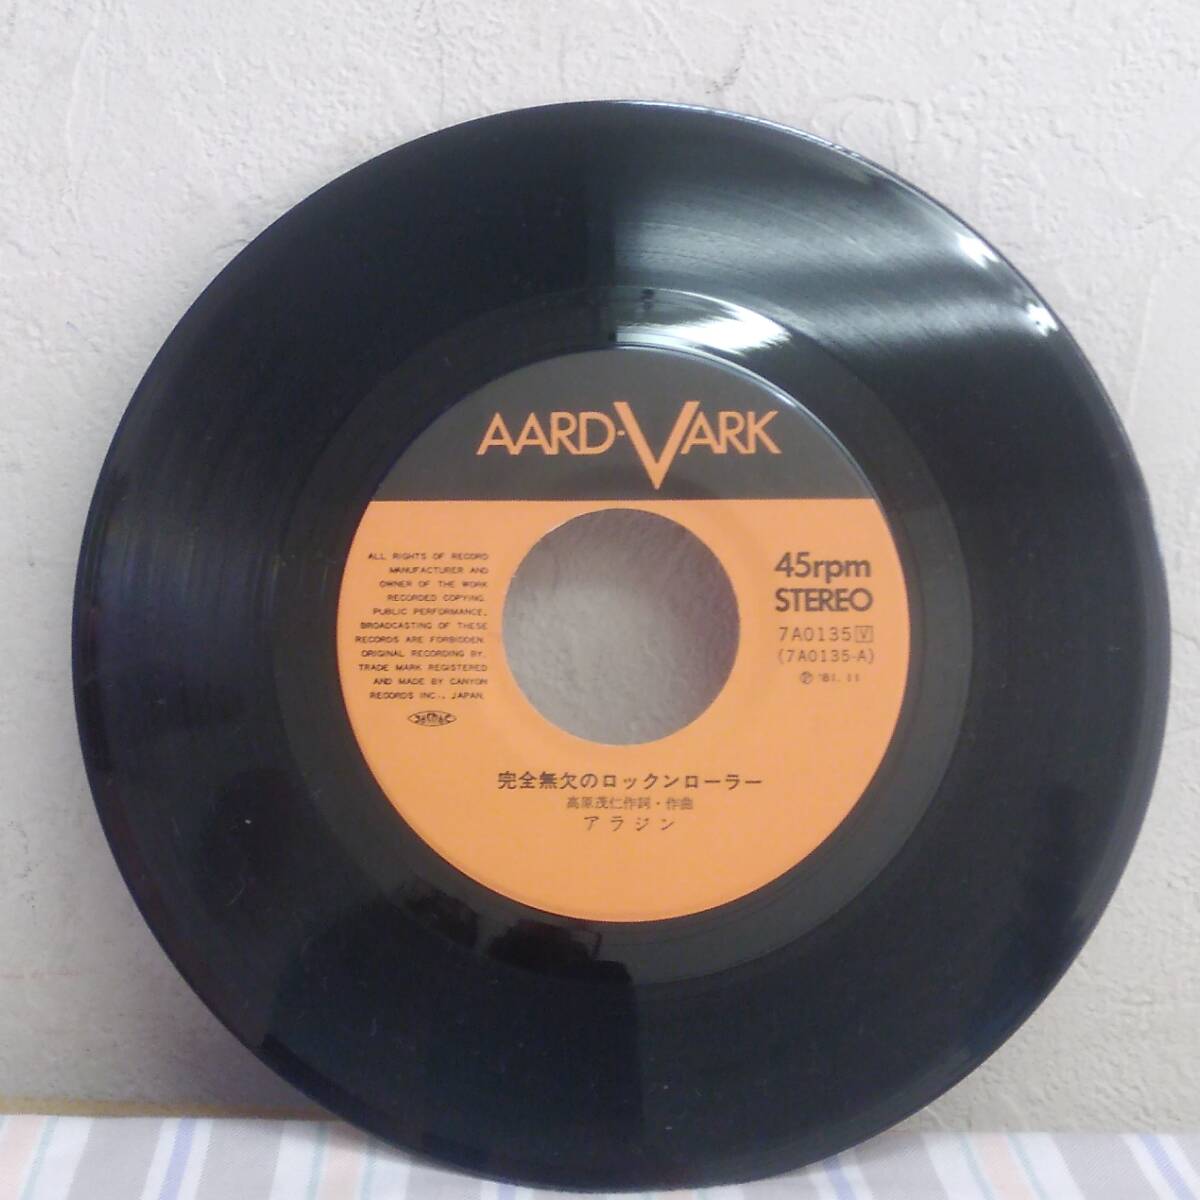 AARD-VARK
ALL RIGHTS OF RECORD
MANUFACTURER AND
OWNER OF THE WORK
RECORDED COPYING.
PUBLIC PERFORMANCE,
BROADCASTING OF THESE
RECORDS ARE FORBIDDEN.
ORIGINAL RECORDING BY,
TRADE MARK REGISTERED
AND MADE BY CANYON
RECORDS INC., JAPAN.
JASRAC
45rpm
STEREO
7A0135 V
(7A0135-A)
Ⓟ '81. 11
完全無欠のロックンローラー
高原茂仁作詞・作曲
アラジン